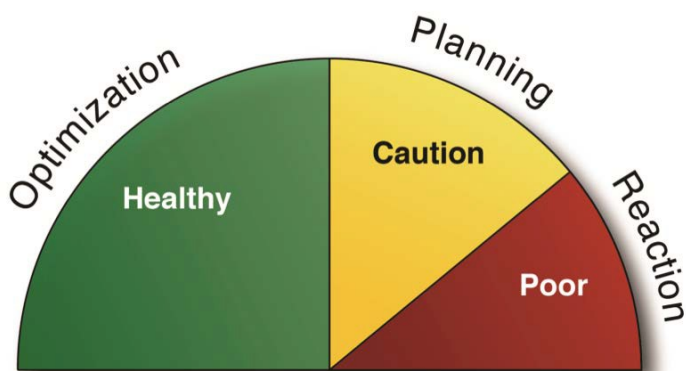 Optimization
Healthy
Planning
Caution
Reaction
Poor